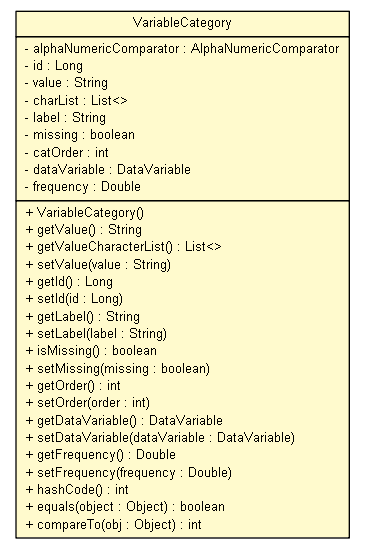 VariableCategory
- alphaNumericComparator : AlphaNumericComparator
- id : Long
- value : String
- charList : List<>
- label : String
- missing : boolean
- catOrder : int
- dataVariable : DataVariable
- frequency : Double
+ VariableCategory()
+ getValue() : String
+ getValueCharacterList() : List<>
+ setValue(value : String)
+ getId() : Long
+ setId(id : Long)
+ getLabel() : String
+ setLabel(label : String)
+ isMissing() : boolean
+ setMissing(missing : boolean)
+ getOrder() : int
+ setOrder(order : int)
+ getDataVariable() : DataVariable
+ setDataVariable(dataVariable : DataVariable)
+ getFrequency() : Double
+ setFrequency(frequency : Double)
+ hashCode() : int
+ equals(object : Object) : boolean
+ compareTo(obj : Object) : int